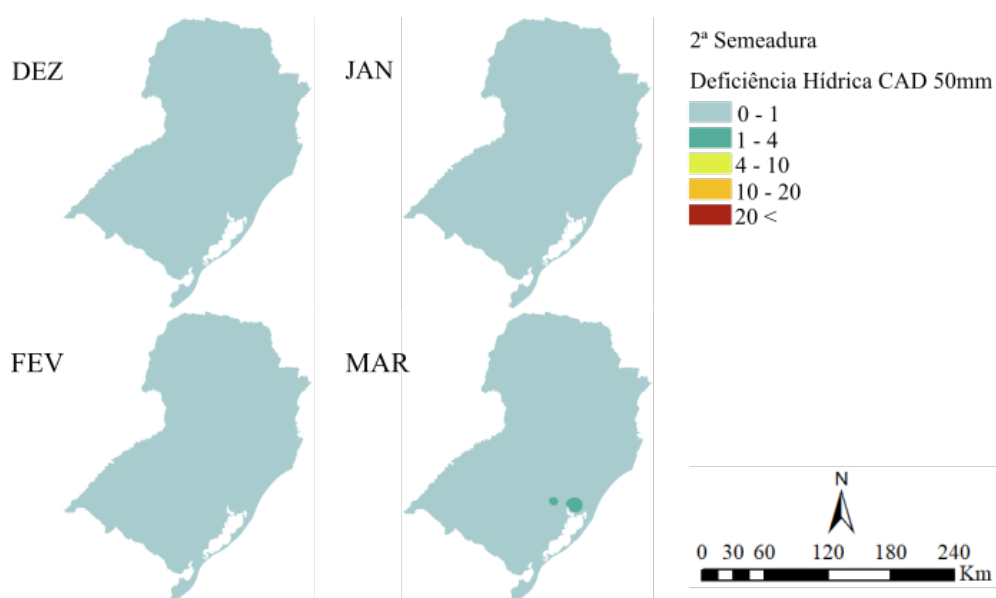 DEZ
JAN
FEV
MAR
2ª Semeadura
Deficiência Hídrica CAD 50mm
0 - 1
1 - 4
4 - 10
10 - 20
20 <
N
0 30 60 120 180 240
Km